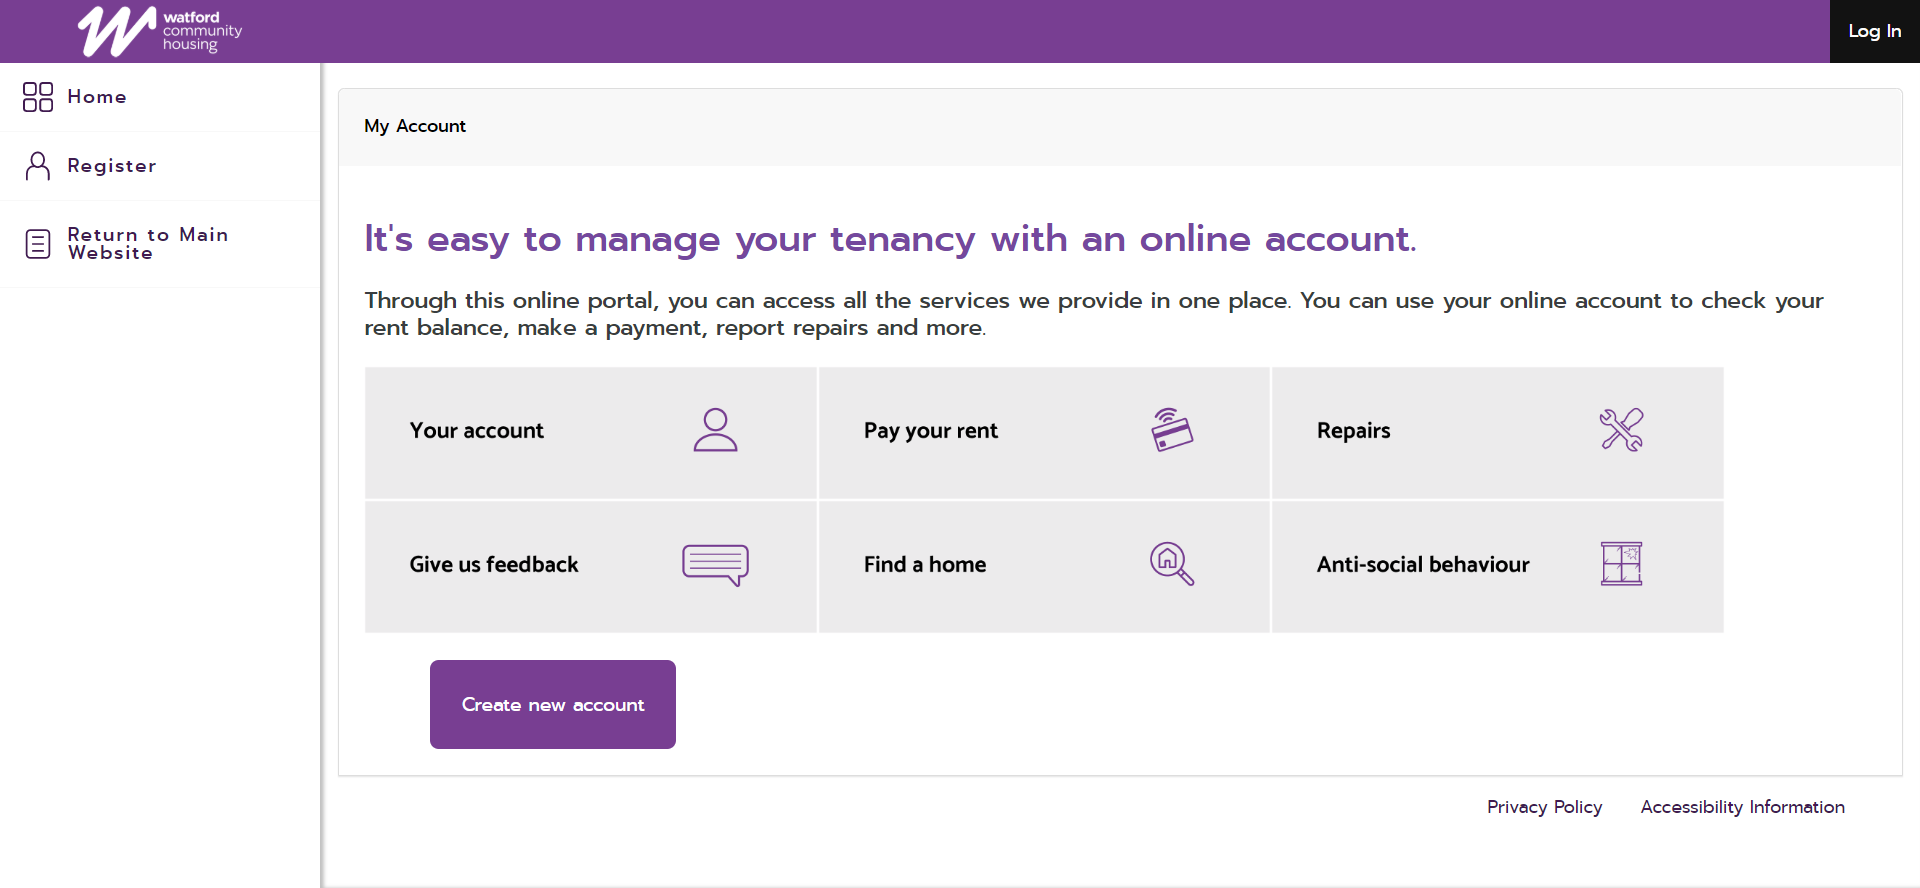 watford
community
housing
Log In
Home
Register
Return to Main
Website
My Account
It's easy to manage your tenancy with an online account.
Through this online portal, you can access all the services we provide in one place. You can use your online account to check your
rent balance, make a payment, report repairs and more.
Your account
Pay your rent
Repairs
Give us feedback
Find a home
Anti-social behaviour
Create new account
Privacy Policy
Accessibility Information